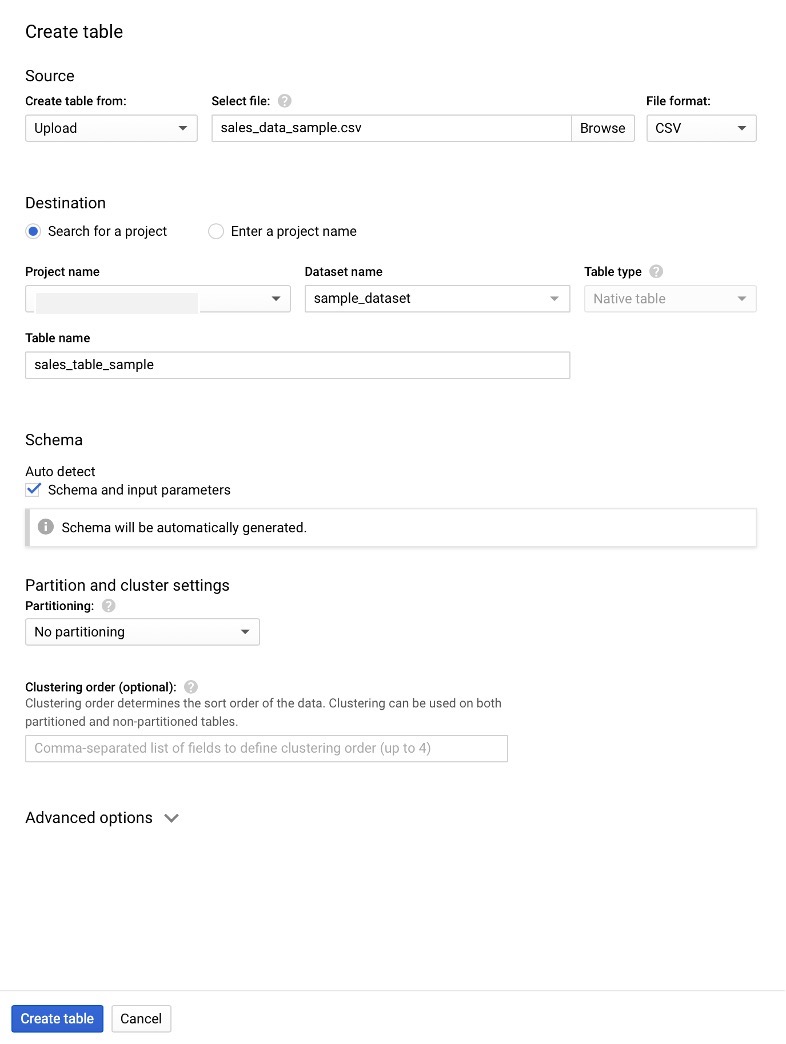 Create table
Source
Create table from: Select file: ? File format:
Upload sales_data_sample.csv Browse CSV
Destination
Search for a project Enter a project name
Project name Dataset name Table type ?
sample_dataset Native table
Table name
sales_table_sample
Schema
Auto detect
Schema and input parameters
Schema will be automatically generated.
Partition and cluster settings
Partitioning: ?
No partitioning
Clustering order (optional): ?
Clustering order determines the sort order of the data. Clustering can be used on both
partitioned and non-partitioned tables.
Comma-separated list of fields to define clustering order (up to 4)
Advanced options
Create table Cancel